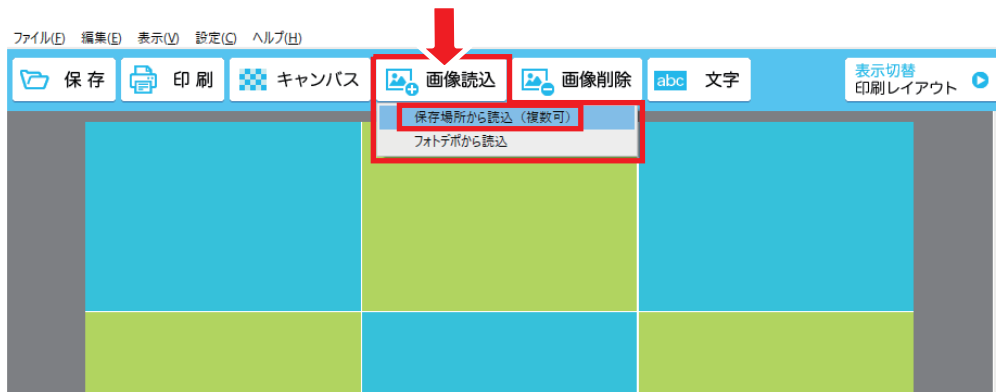 ファイル(F) 編集(E) 表示(V) 設定(C) ヘルプ(H)
保存 印刷 キャンバス 画像読込 画像削除 abc 文字
表示切替
印刷レイアウト
保存場所から読込（複数可）
フォトデポから読込